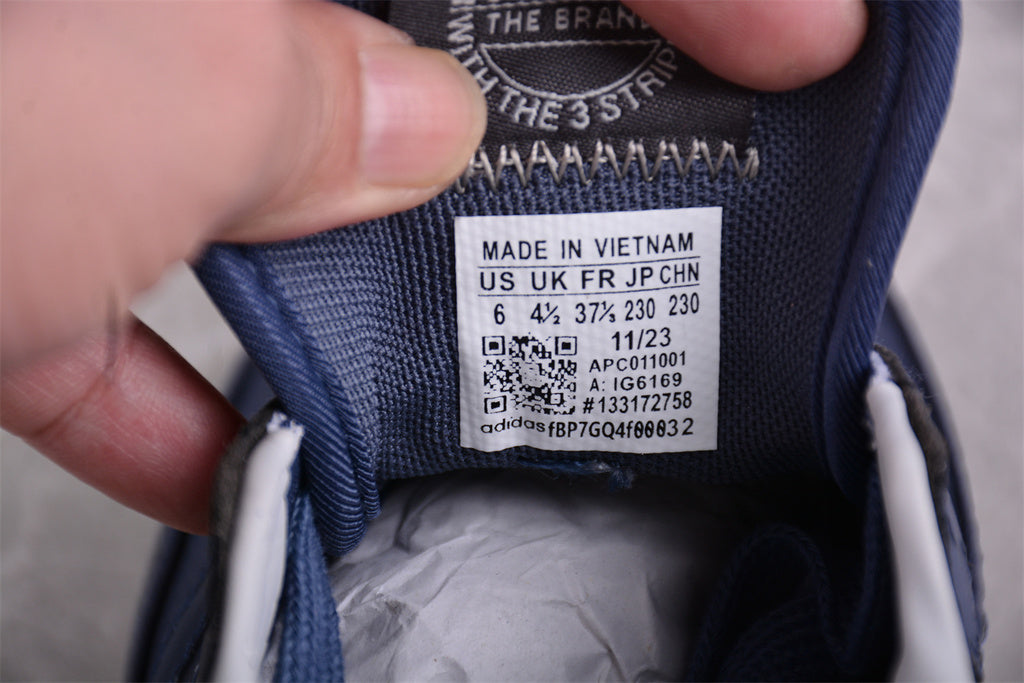 THE BRAND
WITH THE 3 STRIP
MADE IN VIETNAM
US UK FR JP CHN
6 4½ 37⅓ 230 230
11/23
APC011001
A: IG6169
#133172758
adidas fBP7GQ4f00032